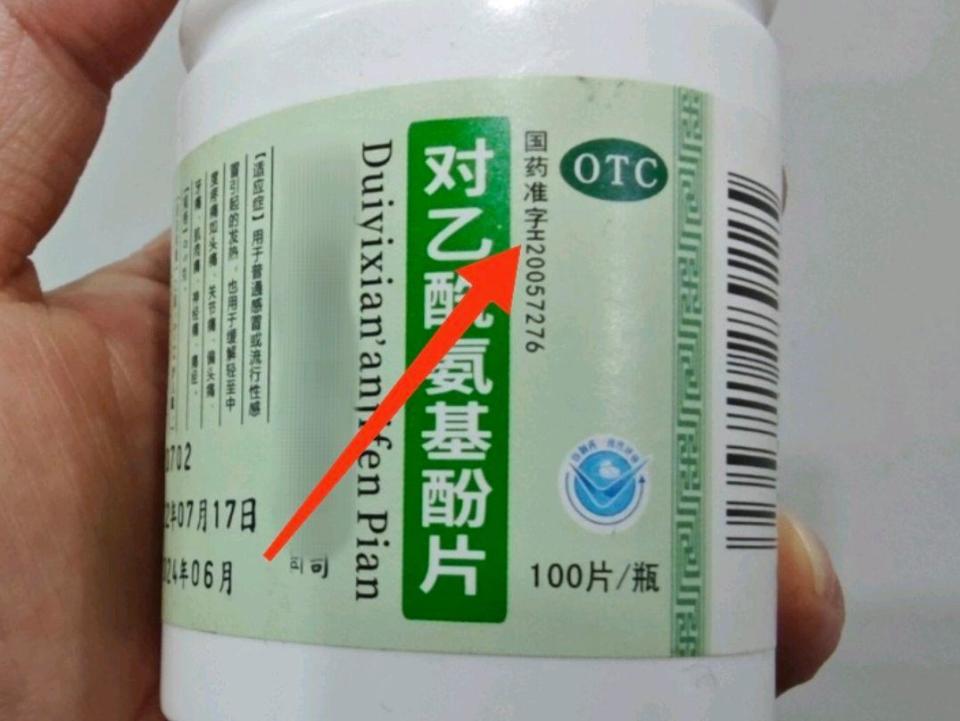 OTC
国药准字H20057276
对乙酰氨基酚片
Duiyixian'anjifen Pian
100片/瓶
【适应症】用于普通感冒或流行性感
冒引起的发热，也用于缓解轻至中
度疼痛如头痛、关节痛、偏头痛、
牙痛、肌肉痛、神经痛、痛经。
0702
年07月17日
24年06月
司